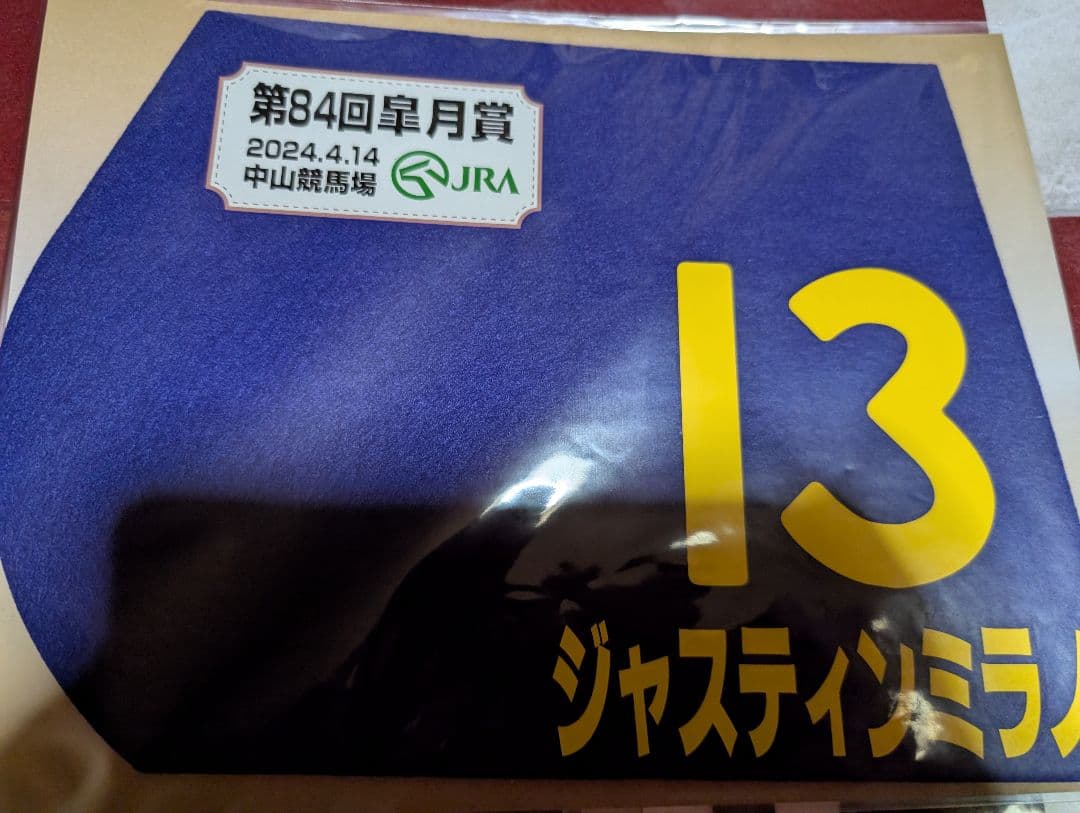 第84回皐月賞
2024.4.14
中山競馬場 JRA
13
ジャスティンミラノ